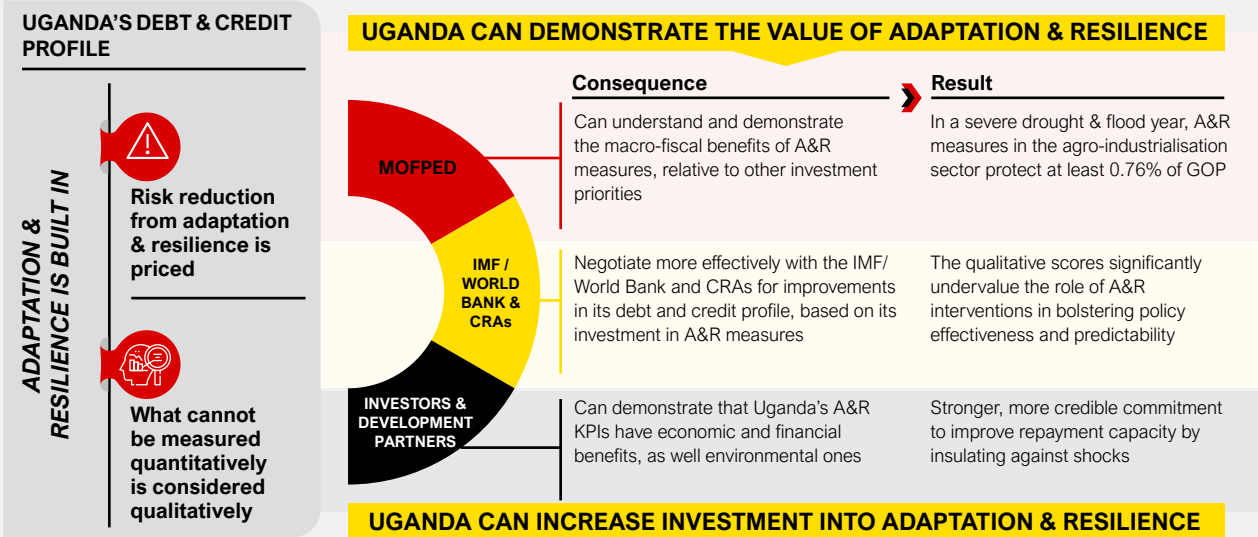 UGANDA'S DEBT & CREDIT
PROFILE
ADAPTATION &
RESILIENCE IS BUILT IN
Risk reduction
from adaptation
& resilience is
priced
What cannot
be measured
quantitatively
is considered
qualitatively
UGANDA CAN DEMONSTRATE THE VALUE OF ADAPTATION & RESILIENCE
Consequence
Result
MOFPED
Can understand and demonstrate
the macro-fiscal benefits of A&R
measures, relative to other investment
priorities
In a severe drought & flood year, A&R
measures in the agro-industrialisation
sector protect at least 0.76% of GOP
IMF /
WORLD
BANK &
CRAs
Negotiate more effectively with the IMF/
World Bank and CRAs for improvements
in its debt and credit profile, based on its
investment in A&R measures
The qualitative scores significantly
undervalue the role of A&R
interventions in bolstering policy
effectiveness and predictability
INVESTORS &
DEVELOPMENT
PARTNERS
Can demonstrate that Uganda's A&R
KPIs have economic and financial
benefits, as well environmental ones
Stronger, more credible commitment
to improve repayment capacity by
insulating against shocks
UGANDA CAN INCREASE INVESTMENT INTO ADAPTATION & RESILIENCE